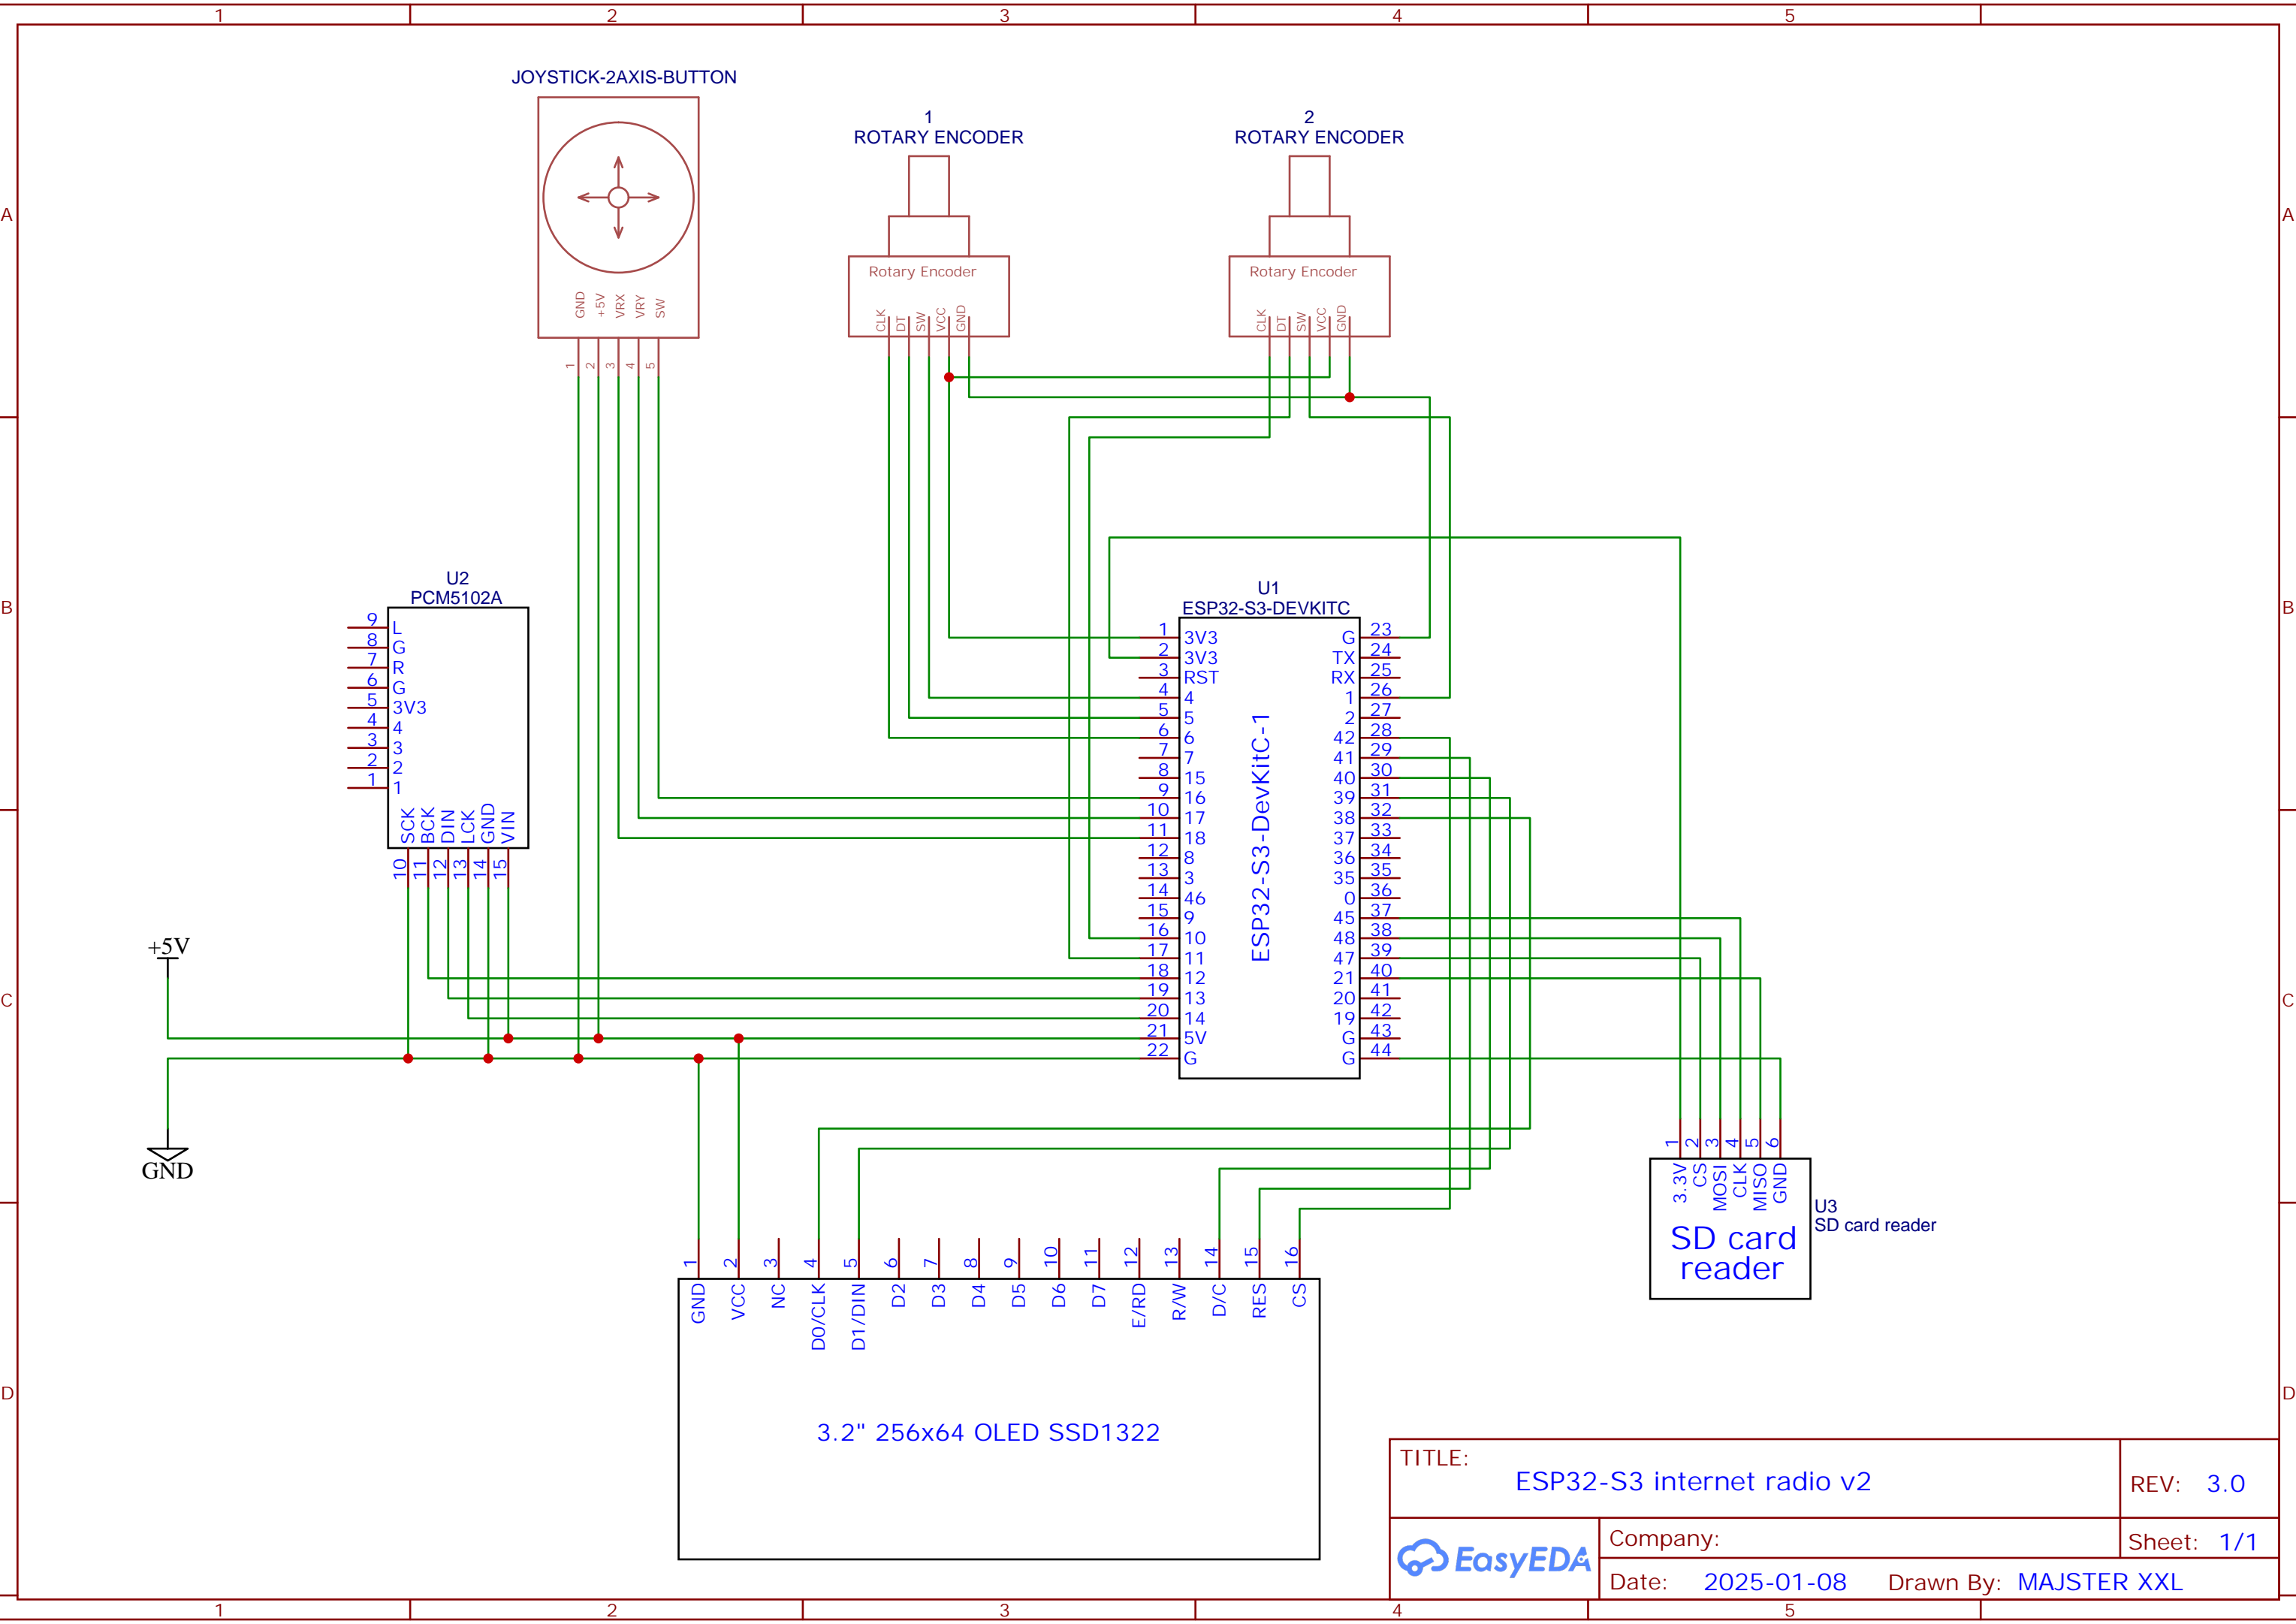 1 2 3 4 5
JOYSTICK-2AXIS-BUTTON
GND +5V VRX VRY SW
1 2 3 4 5
1
ROTARY ENCODER
Rotary Encoder
CLK DT SW VCC GND
2
ROTARY ENCODER
Rotary Encoder
CLK DT SW VCC GND
A A
B B
C C
D D
U2
PCM5102A
9 L
8 G
7 R
6 G
5 3V3
4 4
3 3
2 2
1 1
SCK BCK DIN LCK GND VIN
10 11 12 13 14 15
+5V
GND
U1
ESP32-S3-DEVKITC
ESP32-S3-DevKitC-1
1 3V3 G 23
2 3V3 TX 24
3 RST RX 25
4 4 1 26
5 5 2 27
6 6 42 28
7 7 41 29
8 15 40 30
9 16 39 31
10 17 38 32
11 18 37 33
12 8 36 34
13 3 35 35
14 46 0 36
15 9 45 37
16 10 48 38
17 11 47 39
18 12 21 40
19 13 20 41
20 14 19 42
21 5V G 43
22 G G 44
1 2 3 4 5 6
3.3V CS MOSI CLK MISO GND
SD card
reader
U3
SD card reader
1 2 3 4 5 6 7 8 9 10 11 12 13 14 15 16
GND VCC NC D0/CLK D1/DIN D2 D3 D4 D5 D6 D7 E/RD R/W D/C RES CS
3.2" 256x64 OLED SSD1322
TITLE:
ESP32-S3 internet radio v2
REV: 3.0
EasyEDA
Company:
Sheet: 1/1
Date: 2025-01-08 Drawn By: MAJSTER XXL
1 2 3 4 5